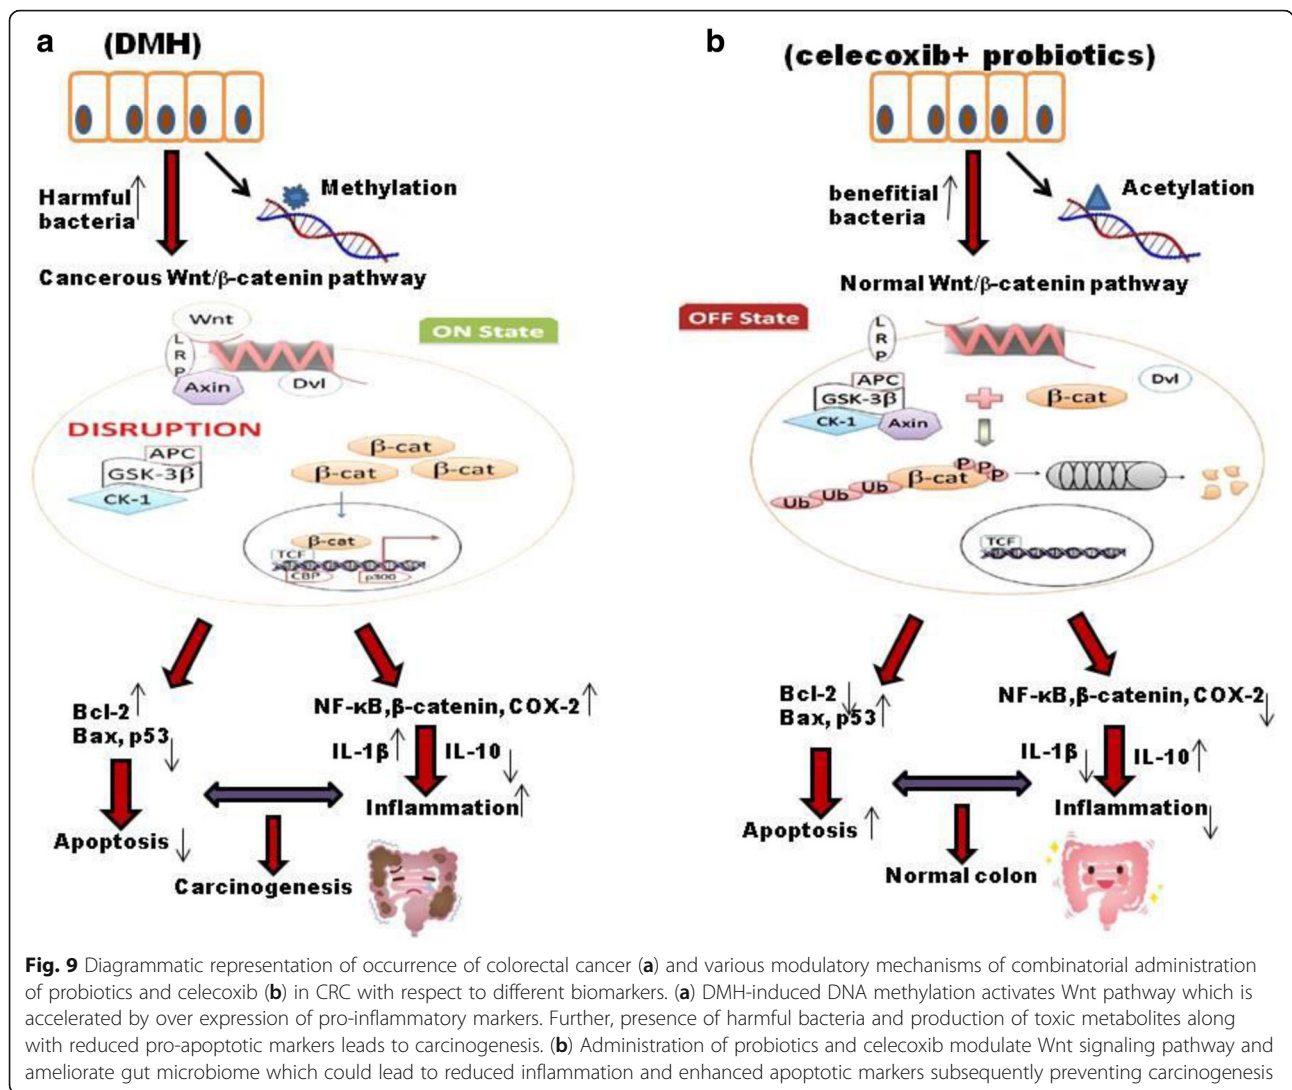 a
(DMH)
Harmful
bacteria
Methylation
Cancerous Wnt/β-catenin pathway
Wnt
ON State
L
R
P
Axin
Dvl
DISRUPTION
APC
GSK-3β
CK-1
β-cat
β-cat
β-cat
β-cat
TCF
CBP
p300
Bcl-2
Bax, p53
NF-κB,β-catenin, COX-2
IL-1β
IL-10
Inflammation
Apoptosis
Carcinogenesis
b
(celecoxib+ probiotics)
benefitial
bacteria
Acetylation
Normal Wnt/β-catenin pathway
OFF State
L
R
P
APC
GSK-3β
CK-1
Axin
β-cat
Dvl
P
P
P
β-cat
Ub
Ub
Ub
TCF
Bcl-2
Bax, p53
NF-κB,β-catenin, COX-2
IL-1β
IL-10
Inflammation
Apoptosis
Normal colon
Fig. 9 Diagrammatic representation of occurrence of colorectal cancer (a) and various modulatory mechanisms of combinatorial administration
of probiotics and celecoxib (b) in CRC with respect to different biomarkers. (a) DMH-induced DNA methylation activates Wnt pathway which is
accelerated by over expression of pro-inflammatory markers. Further, presence of harmful bacteria and production of toxic metabolites along
with reduced pro-apoptotic markers leads to carcinogenesis. (b) Administration of probiotics and celecoxib modulate Wnt signaling pathway and
ameliorate gut microbiome which could lead to reduced inflammation and enhanced apoptotic markers subsequently preventing carcinogenesis